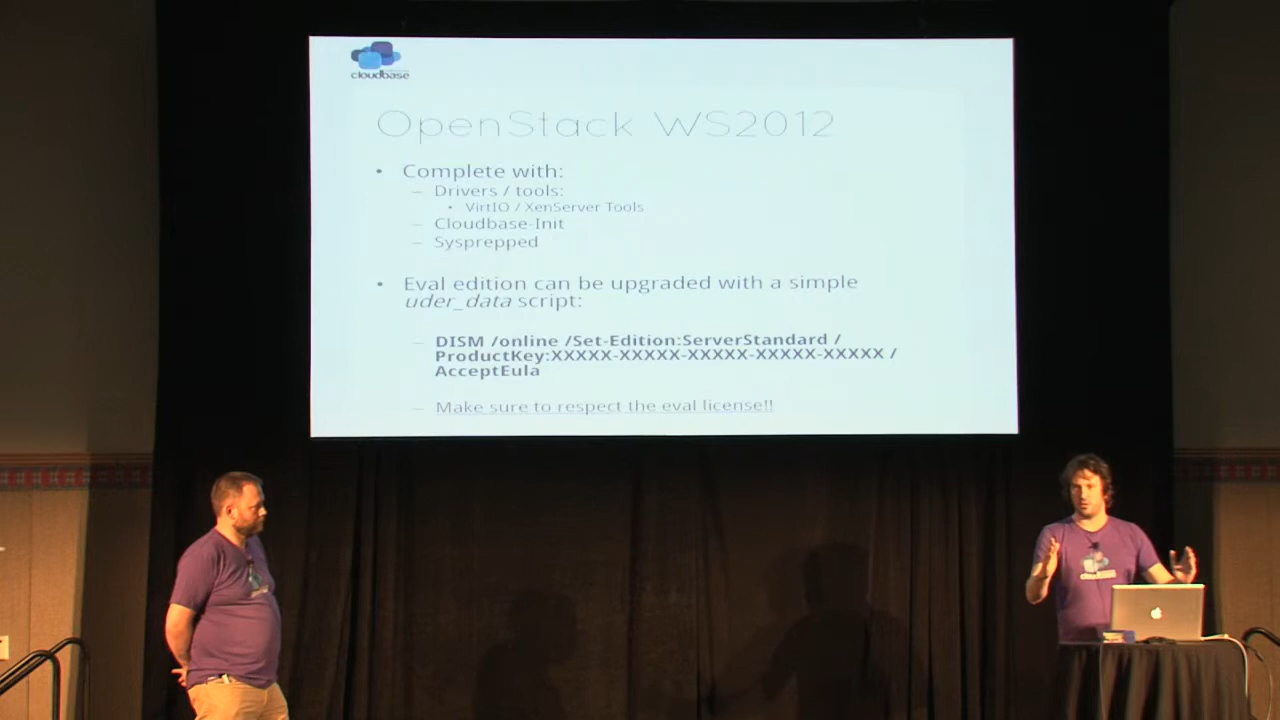 cloudbase
OpenStack WS2012
• Complete with:
– Drivers / tools:
• VirtIO / XenServer Tools
– Cloudbase-Init
– Sysprepped
• Eval edition can be upgraded with a simple
uder_data script:
– DISM /online /Set-Edition:ServerStandard /
ProductKey:XXXXX-XXXXX-XXXXX-XXXXX-XXXXX /
AcceptEula
– Make sure to respect the eval license!!